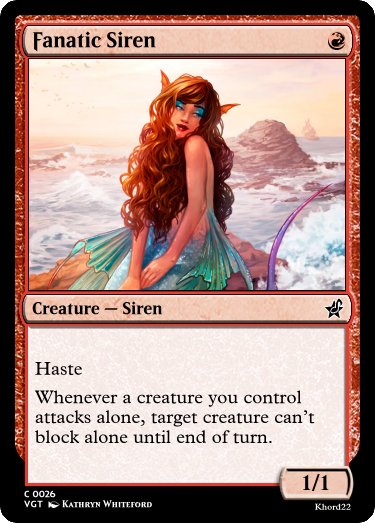 Fanatic Siren
Creature — Siren
Haste
Whenever a creature you control
attacks alone, target creature can't
block alone until end of turn.
1/1
C 0026
VGT Kathryn Whiteford
Khord22